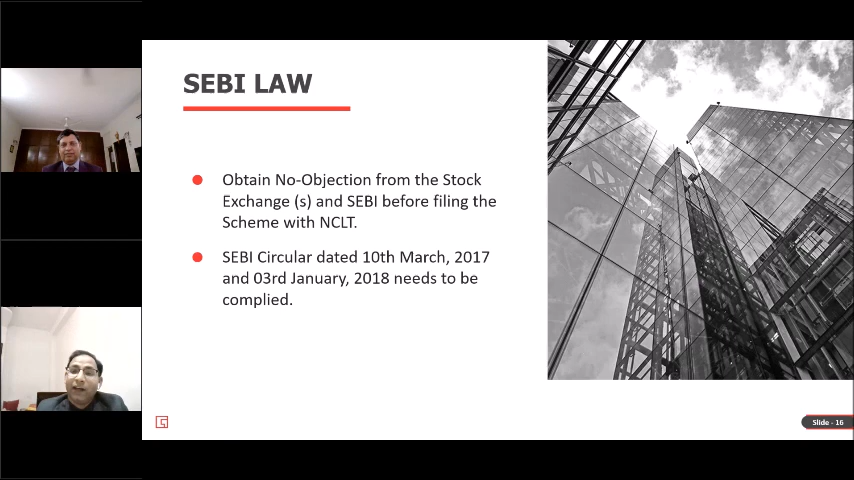 SEBI LAW
Obtain No-Objection from the Stock
Exchange (s) and SEBI before filing the
Scheme with NCLT.
SEBI Circular dated 10th March, 2017
and 03rd January, 2018 needs to be
complied.
Slide - 16